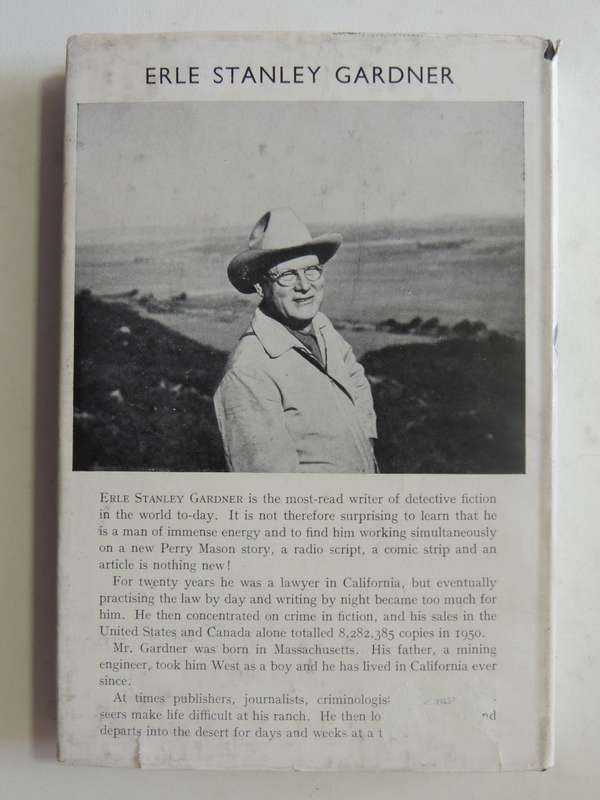 ERLE STANLEY GARDNER
ERLE STANLEY GARDNER is the most-read writer of detective fiction
in the world to-day. It is not therefore surprising to learn that he
is a man of immense energy and to find him working simultaneously
on a new Perry Mason story, a radio script, a comic strip and an
article is nothing new!
For twenty years he was a lawyer in California, but eventually
practising the law by day and writing by night became too much for
him. He then concentrated on crime in fiction, and his sales in the
United States and Canada alone totalled 8,282,385 copies in 1950.
Mr. Gardner was born in Massachusetts. His father, a mining
engineer, took him West as a boy and he has lived in California ever
since.
At times publishers, journalists,
seers make life difficult at his ranch. He then
departs into the desert for days and weeks at a